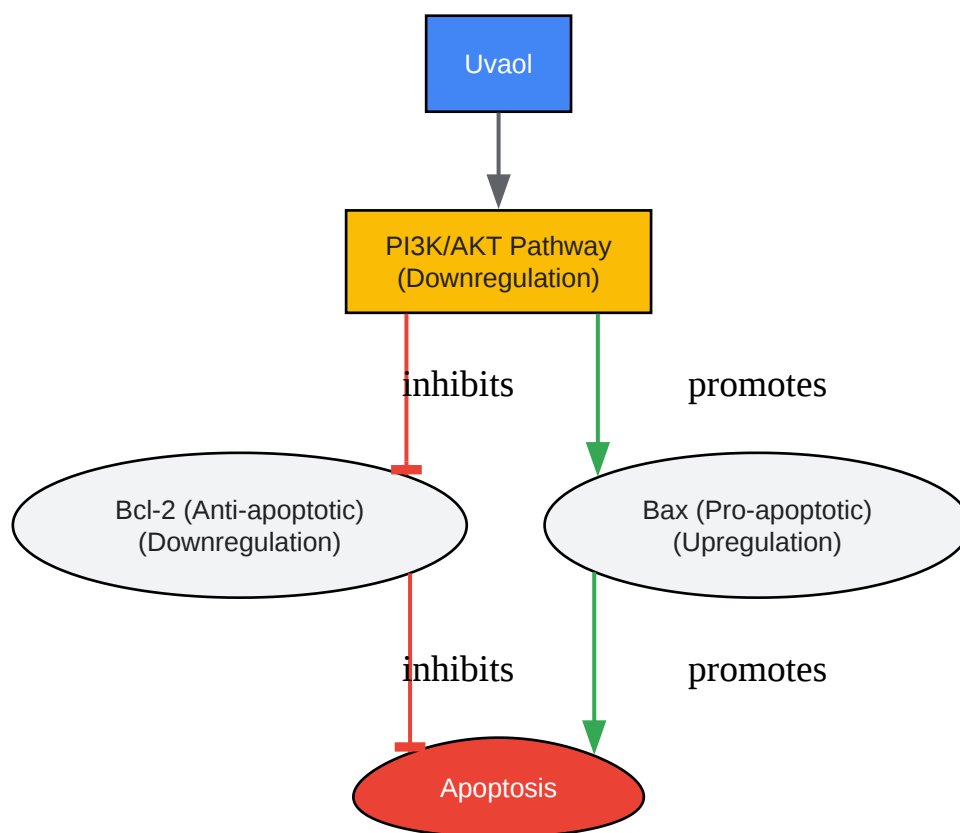 Uvaol
PI3K/AKT Pathway
(Downregulation)
inhibits
promotes
Bcl-2 (Anti-apoptotic)
(Downregulation)
Bax (Pro-apoptotic)
(Upregulation)
inhibits
promotes
Apoptosis